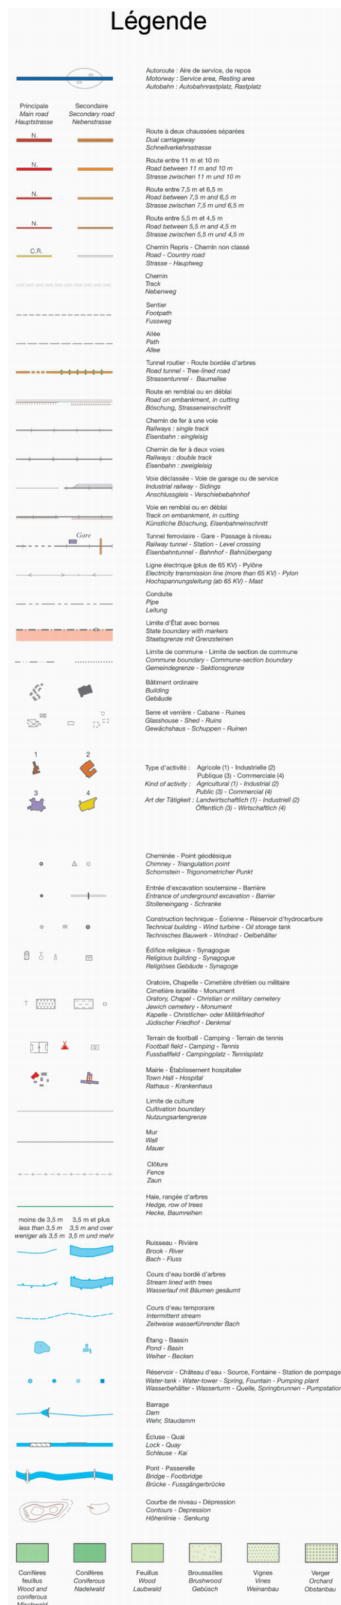 Légende
Autoroute : Aire de service, de repos
Motorway : Service area, Resting area
Autobahn : Autobahnrastplatz, Rastplatz
Principale
Main road
Hauptstrasse
Secondaire
Secondary road
Nebenstrasse
N.
Route à deux chaussées séparées
Dual carriageway
Schnellverkehrsstrasse
N.
Route entre 11 m et 10 m
Road between 11 m and 10 m
Strasse zwischen 11 m und 10 m
N.
Route entre 7,5 m et 6,5 m
Road between 7,5 m and 6,5 m
Strasse zwischen 7,5 m und 6,5 m
N.
Route entre 5,5 m et 4,5 m
Road between 5,5 m and 4,5 m
Strasse zwischen 5,5 m und 4,5 m
C.R.
Chemin Repris - Chemin non classé
Road - Country road
Strasse - Hauptweg
Chemin
Track
Nebenweg
Sentier
Footpath
Fussweg
Allée
Path
Allee
Tunnel routier - Route bordée d'arbres
Road tunnel - Tree-lined road
Strassentunnel - Baumallee
Route en remblai ou en déblai
Road on embankment, in cutting
Böschung, Strasseneinschnitt
Chemin de fer à une voie
Railways : single track
Eisenbahn : eingleisig
Chemin de fer à deux voies
Railways : double track
Eisenbahn : zweigleisig
Voie déclassée - Voie de garage ou de service
Industrial railway - Sidings
Anschlussgleis - Verschiebebahnhof
Voie en remblai ou en déblai
Track on embankment, in cutting
Künstliche Böschung, Eisenbahneinschnitt
Gare
Tunnel ferroviaire - Gare - Passage à niveau
Railway tunnel - Station - Level crossing
Eisenbahntunnel - Bahnhof - Bahnübergang
Ligne électrique (plus de 65 KV) - Pylône
Electricity transmission line (more than 65 KV) - Pylon
Hochspannungsleitung (ab 65 KV) - Mast
Conduite
Pipe
Leitung
Limite d'État avec bornes
State boundary with markers
Staatsgrenze mit Grenzsteinen
Limite de commune - Limite de section de commune
Commune boundary - Commune-section boundary
Gemeindegrenze - Sektionsgrenze
Bâtiment ordinaire
Building
Gebäude
Serre et verrière - Cabane - Ruines
Glasshouse - Shed - Ruins
Gewächshaus - Schuppen - Ruinen
1
2
Type d'activité : Agricole (1) - Industrielle (2)
Publique (3) - Commerciale (4)
Kind of activity : Agricultural (1) - Industrial (2)
Public (3) - Commercial (4)
Art der Tätigkeit : Landwirtschaftlich (1) - Industriell (2)
Öffentlich (3) - Wirtschaftlich (4)
3
4
Cheminée - Point géodésique
Chimney - Triangulation point
Schornstein - Trigonometricher Punkt
Entrée d'excavation souterraine - Barrière
Entrance of underground excavation - Barrier
Stolleneingang - Schranke
Construction technique - Éolienne - Réservoir d'hydrocarbure
Technical building - Wind turbine - Oil storage tank
Technisches Bauwerk - Windrad - Oelbehälter
Édifice religieux - Synagogue
Religious building - Synagogue
Religiöses Gebäude - Synagoge
Oratoire, Chapelle - Cimetière chrétien ou militaire
Cimetière israélite - Monument
Oratory, Chapel - Christian or military cemetery
Jewich cemetery - Monument
Kapelle - Christlicher- oder Militärfriedhof
Jüdischer Friedhof - Denkmal
Terrain de football - Camping - Terrain de tennis
Football field - Camping - Tennis
Fussballfeld - Campingplatz - Tennisplatz
Mairie - Établissement hospitalier
Town Hall - Hospital
Rathaus - Krankenhaus
Limite de culture
Cultivation boundary
Nutzungsartengrenze
Mur
Wall
Mauer
Clôture
Fence
Zaun
Haie, rangée d'arbres
Hedge, row of trees
Hecke, Baumreihen
moins de 3,5 m
less than 3,5 m
weniger als 3,5 m
3,5 m et plus
3,5 m and over
3,5 m und mehr
Ruisseau - Rivière
Brook - River
Bach - Fluss
Cours d'eau bordé d'arbres
Stream lined with trees
Wasserlauf mit Bäumen gesäumt
Cours d'eau temporaire
Intermittent stream
Zeitweise wasserführender Bach
Étang - Bassin
Pond - Basin
Weiher - Becken
Réservoir - Château d'eau - Source, Fontaine - Station de pompage
Water-tank - Water-tower - Spring, Fountain - Pumping plant
Wasserbehälter - Wasserturm - Quelle, Springbrunnen - Pumpstation
Barrage
Dam
Wehr, Staudamm
Écluse - Quai
Lock - Quay
Schleuse - Kai
Pont - Passerelle
Bridge - Footbridge
Brücke - Fussgängerbrücke
Courbe de niveau - Dépression
Contours - Depression
Höhenlinie - Senkung
Conifères
feuillus
Wood and
coniferous
Mischwald
Conifères
Coniferous
Nadelwald
Feuillus
Wood
Laubwald
Broussailles
Brushwood
Gebüsch
Vignes
Vines
Weinanbau
Verger
Orchard
Obstanbau